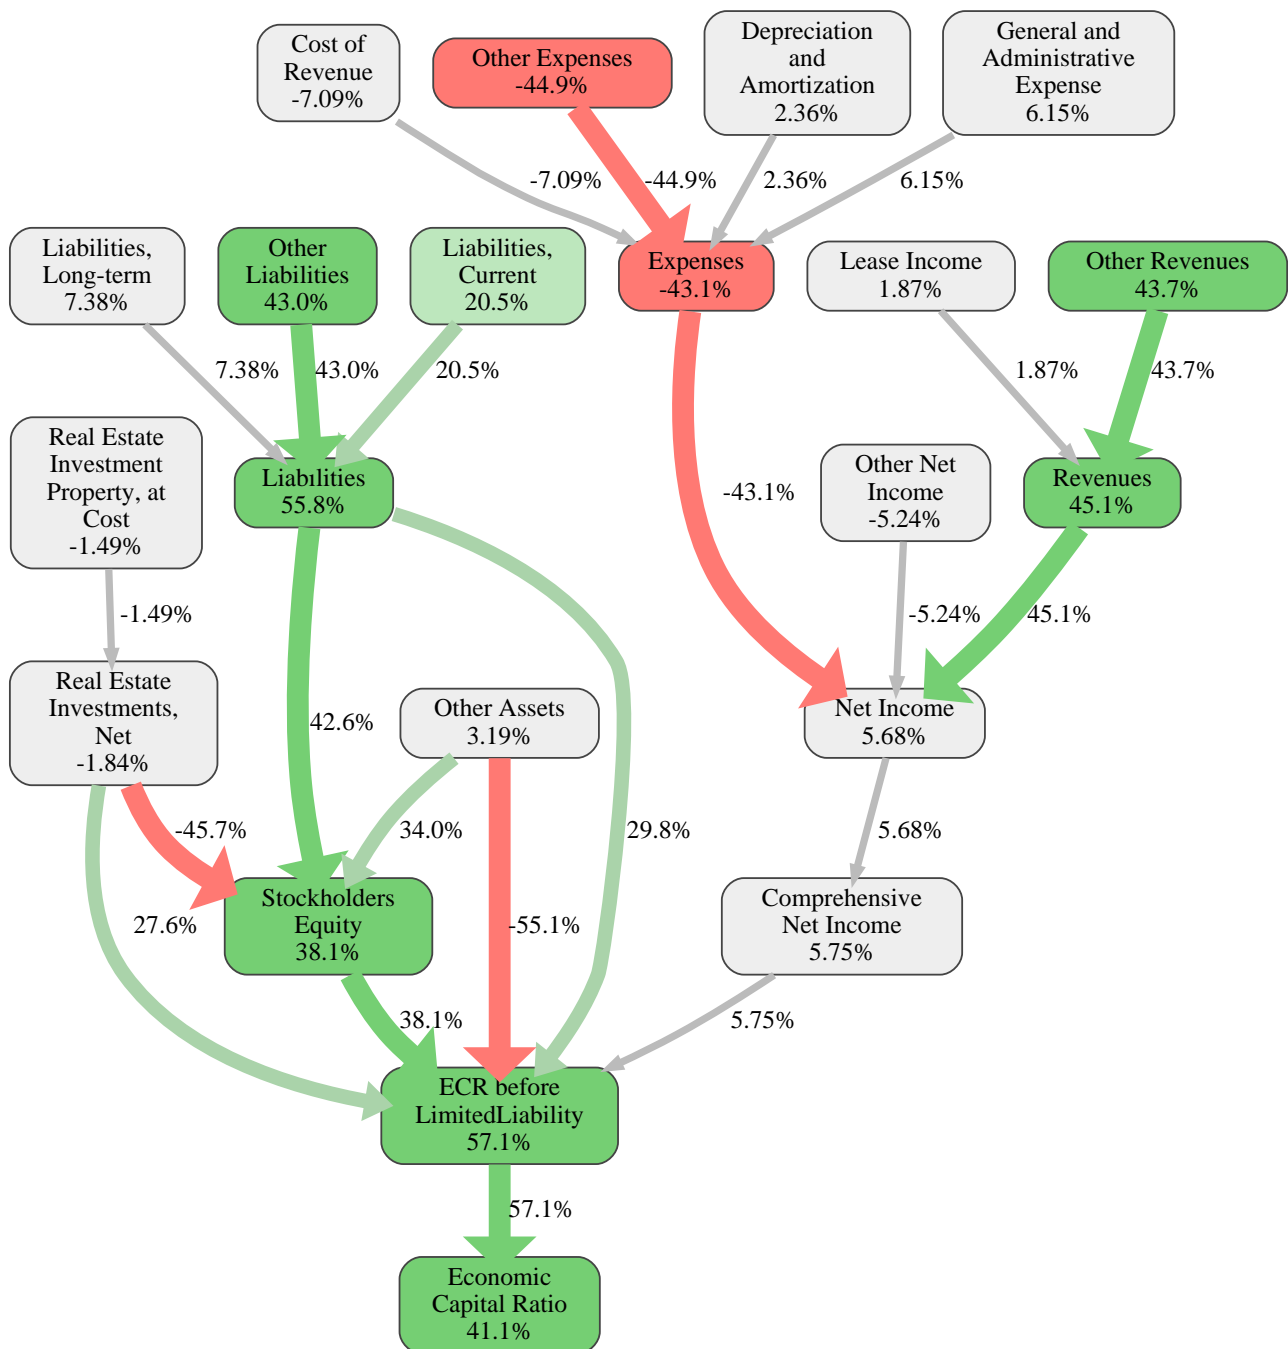 Cost of
Revenue
-7.09%
Other Expenses
-44.9%
Depreciation
and
Amortization
2.36%
General and
Administrative
Expense
6.15%
-7.09%
-44.9%
2.36%
6.15%
Liabilities,
Long-term
7.38%
Other
Liabilities
43.0%
Liabilities,
Current
20.5%
Expenses
-43.1%
Lease Income
1.87%
Other Revenues
43.7%
7.38%
43.0%
20.5%
1.87%
43.7%
Real Estate
Investment
Property, at
Cost
-1.49%
Liabilities
55.8%
-43.1%
Other Net
Income
-5.24%
Revenues
45.1%
-1.49%
-5.24%
45.1%
Real Estate
Investments,
Net
-1.84%
42.6%
Other Assets
3.19%
Net Income
5.68%
-45.7%
34.0%
29.8%
5.68%
27.6%
Stockholders
Equity
38.1%
-55.1%
Comprehensive
Net Income
5.75%
38.1%
5.75%
ECR before
LimitedLiability
57.1%
57.1%
Economic
Capital Ratio
41.1%